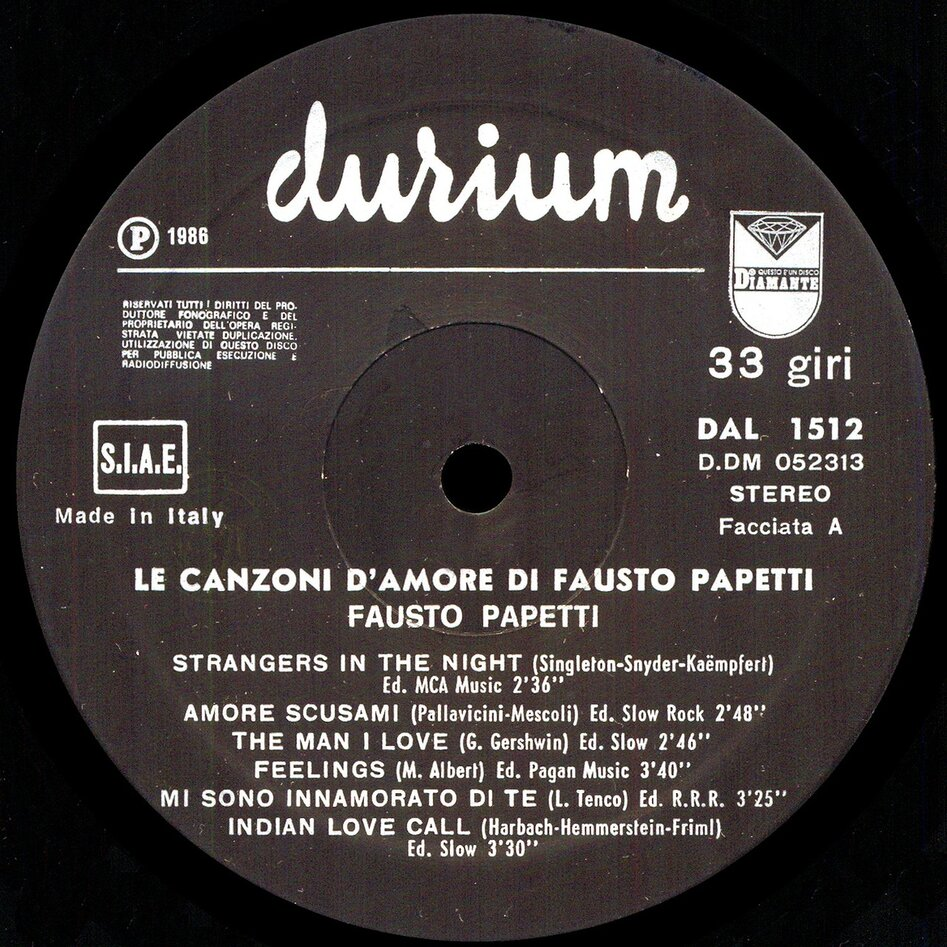 durium
P 1986
QUESTO E' UN DISCO
DIAMANTE
RISERVATI TUTTI I DIRITTI DEL PRO-
DUTTORE FONOGRAFICO E DEL
PROPRIETARIO DELL'OPERA REGI-
STRATA VIETATE DUPLICAZIONE,
UTILIZZAZIONE DI QUESTO DISCO
PER PUBBLICA ESECUZIONE E
RADIODIFFUSIONE
33 giri
S.I.A.E.
Made in Italy
DAL 1512
D.DM 052313
STEREO
Facciata A
LE CANZONI D'AMORE DI FAUSTO PAPETTI
FAUSTO PAPETTI
STRANGERS IN THE NIGHT (Singleton-Snyder-Kaëmpfert)
Ed. MCA Music 2'36"
AMORE SCUSAMI (Pallavicini-Mescoli) Ed. Slow Rock 2'48"
THE MAN I LOVE (G. Gershwin) Ed. Slow 2'46"
FEELINGS (M. Albert) Ed. Pagan Music 3'40"
MI SONO INNAMORATO DI TE (L. Tenco) Ed. R.R.R. 3'25"
INDIAN LOVE CALL (Harbach-Hemmerstein-Friml)
Ed. Slow 3'30"